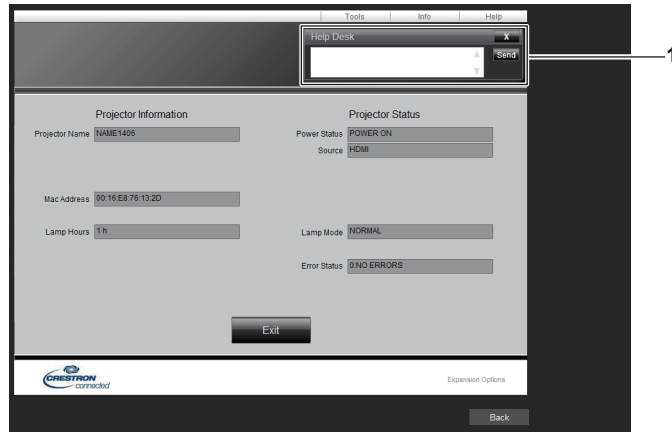 Tools Info Help
Help Desk X
Send
1
Projector Information
Projector Status
Projector Name NAME1406
Power Status POWER ON
Source HDMI
Mac Address 00:16:E8:76:13:2D
Lamp Hours 1 h
Lamp Mode NORMAL
Error Status 0:NO ERRORS
Exit
CRESTRON
connected
Expansion Options
Back